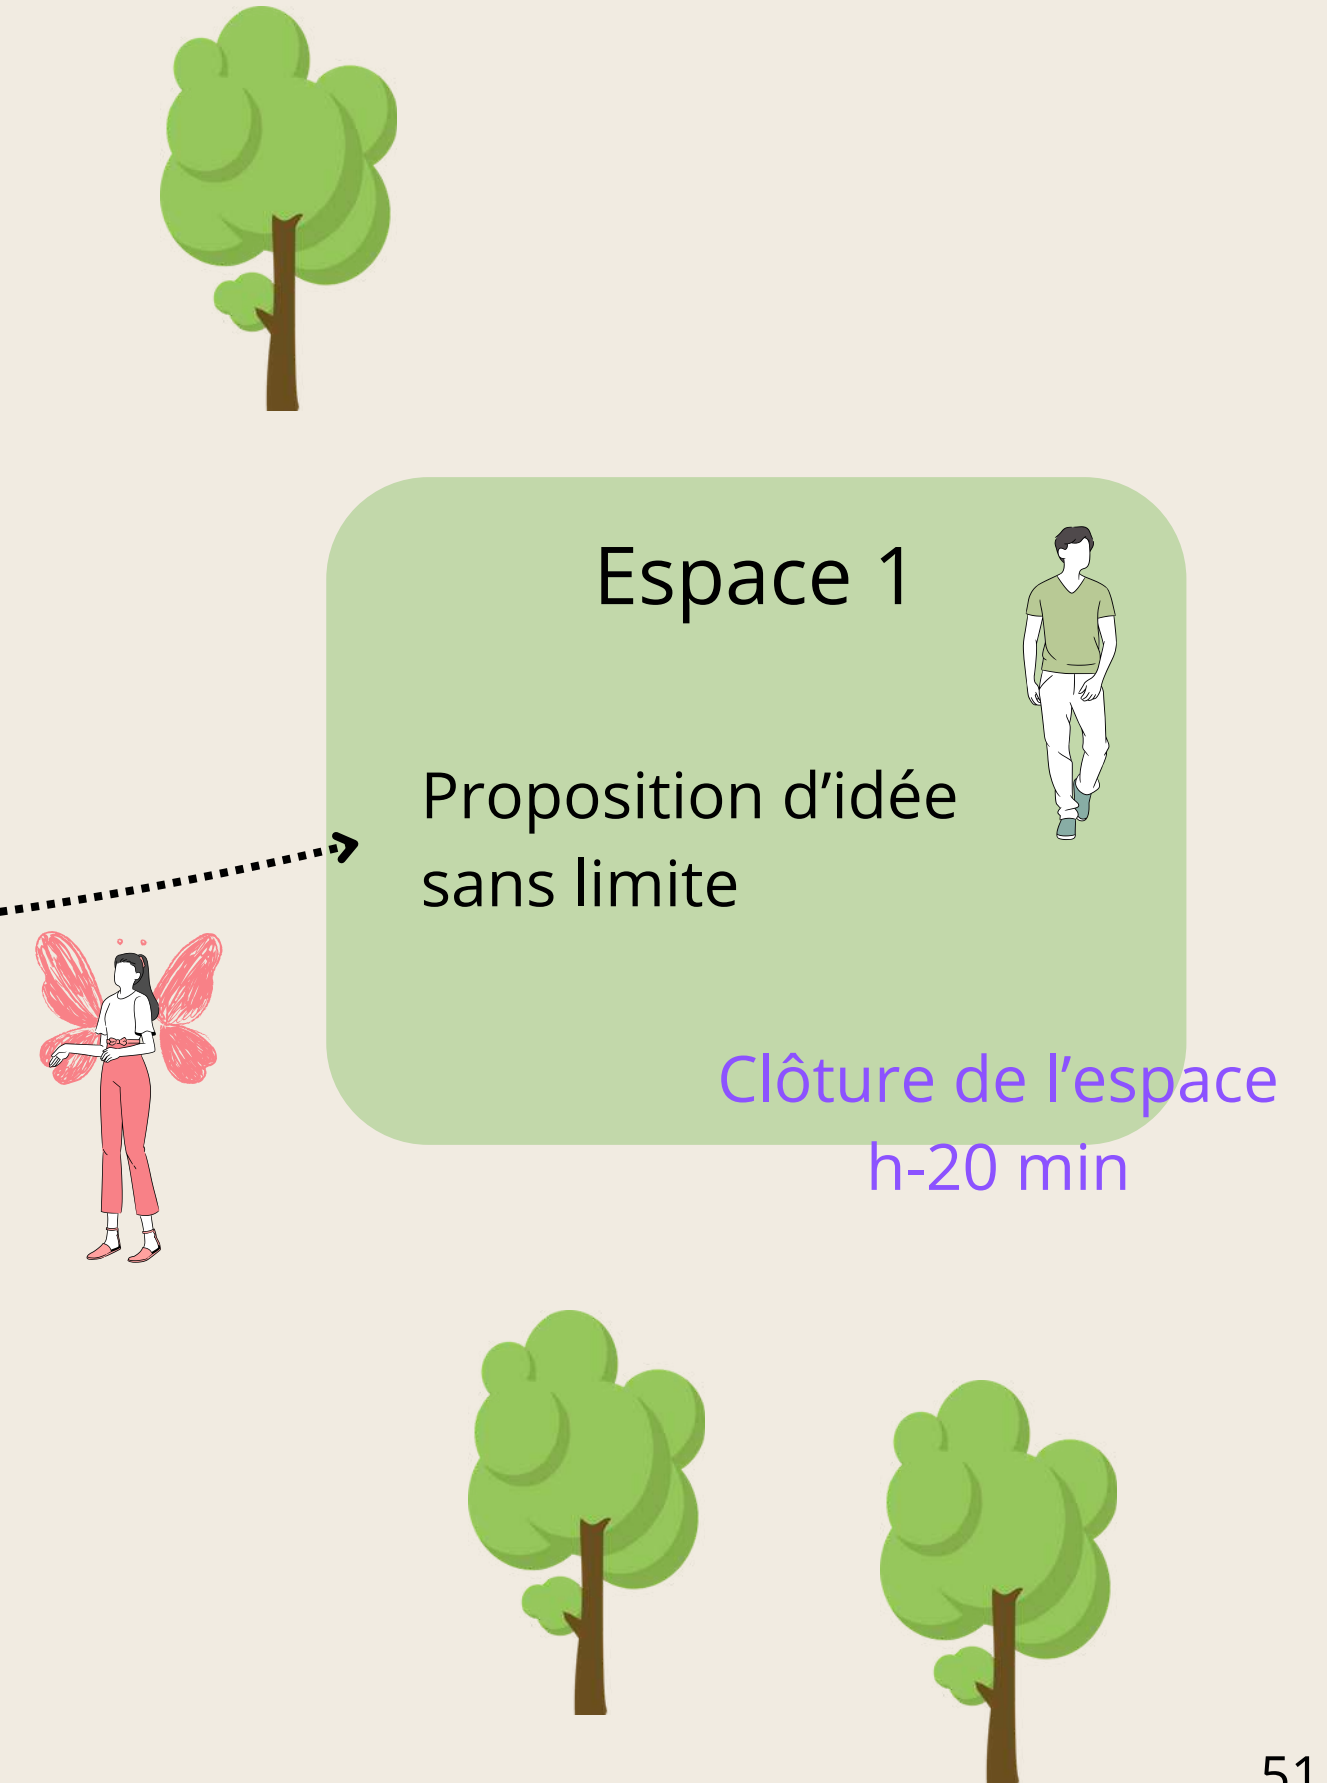 Espace 1
Proposition d’idée
sans limite
Clôture de l’espace
h-20 min
51